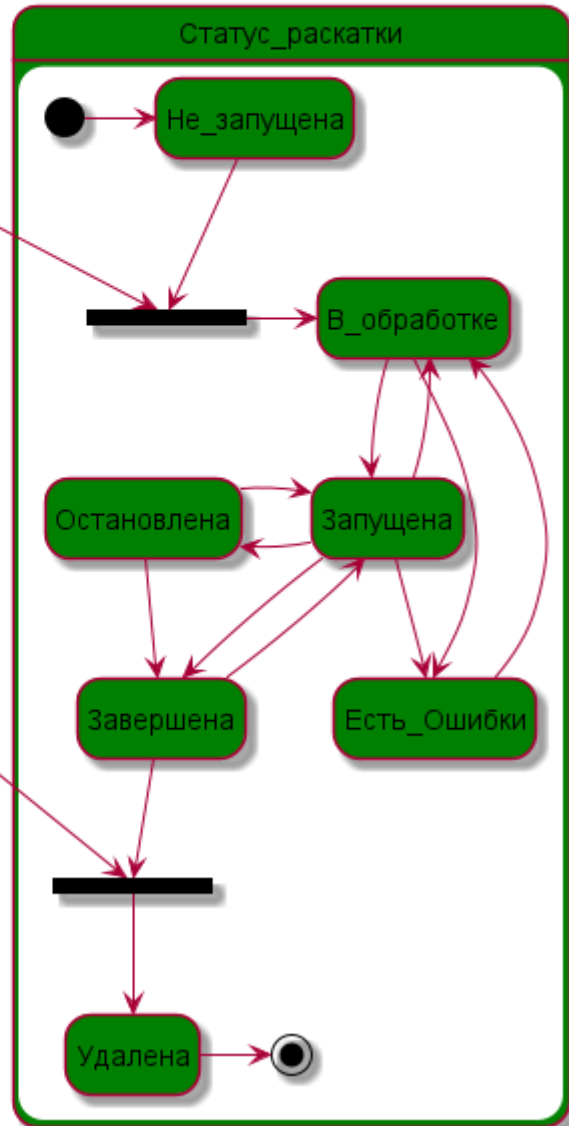 Статус_раскатки
Не_запущена
В_обработке
Остановлена
Запущена
Завершена
Есть_Ошибки
Удалена